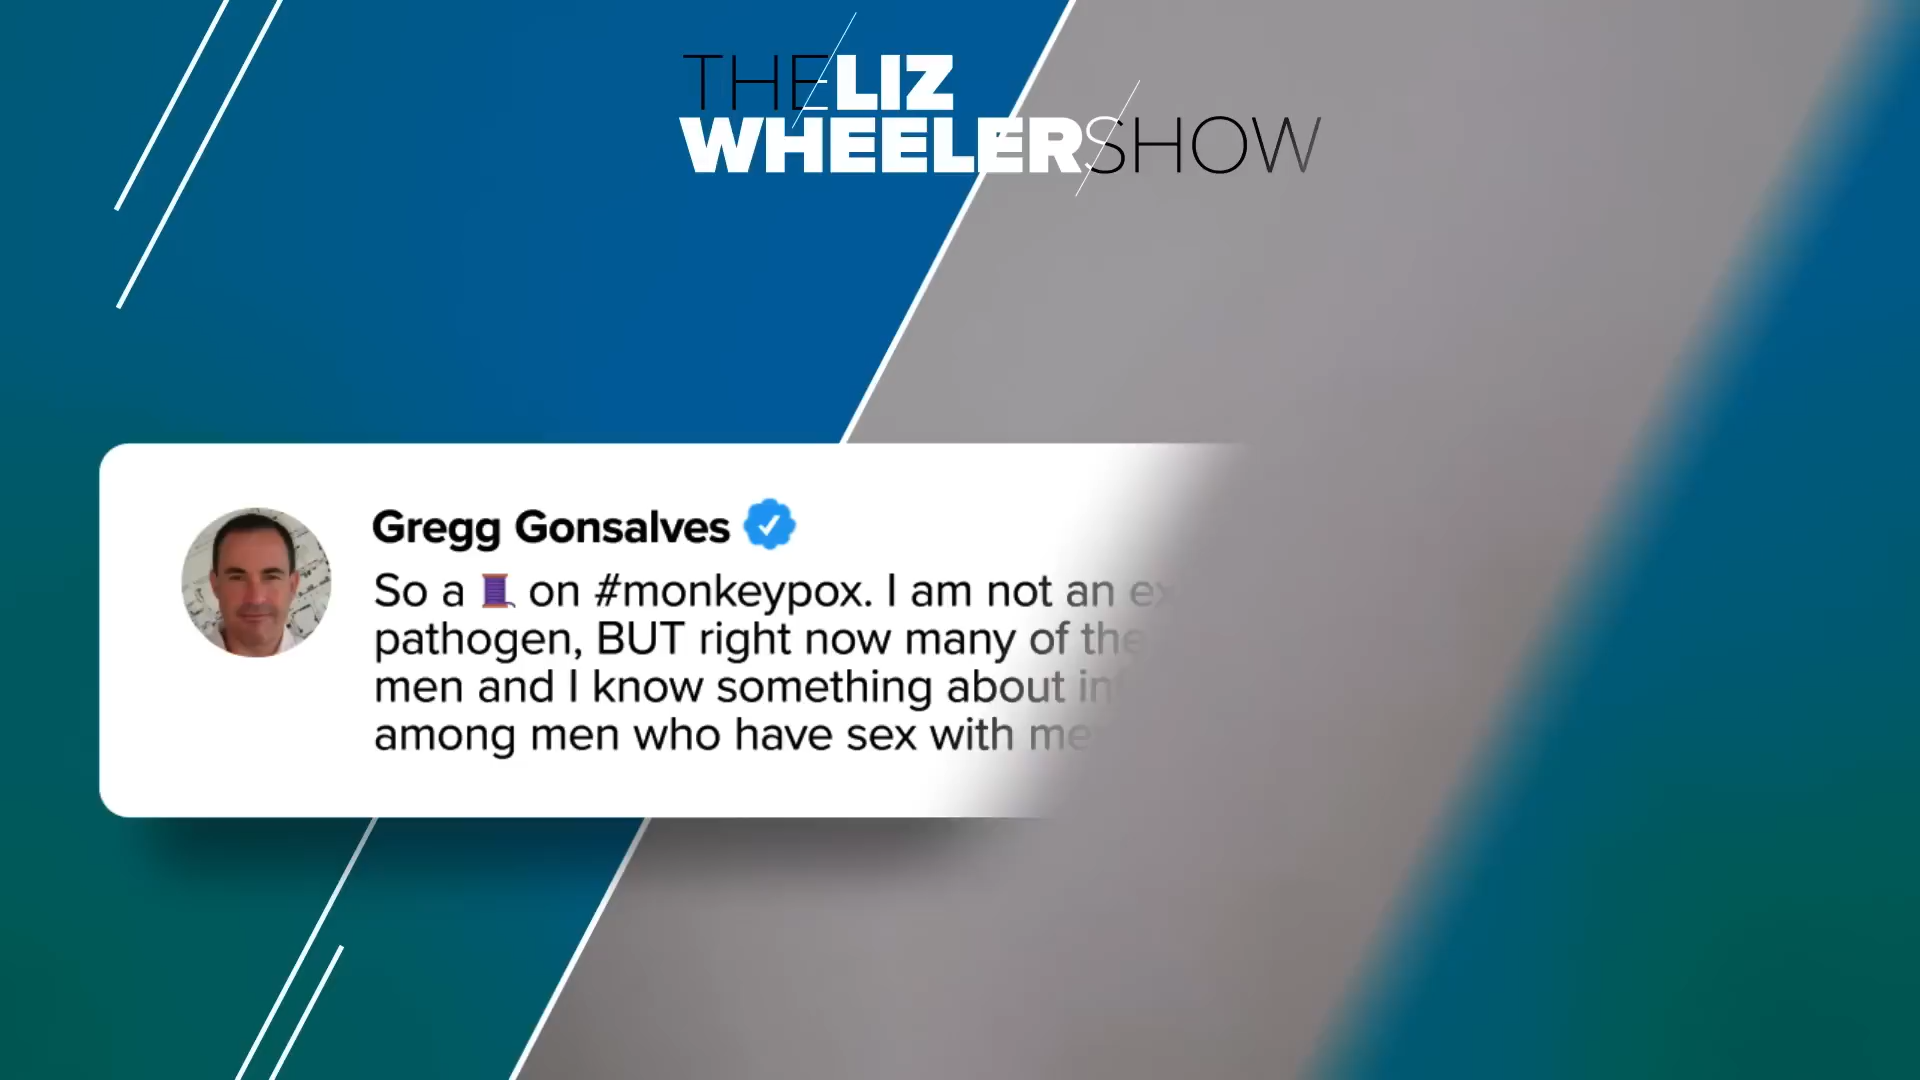 THE LIZ
WHEELER SHOW
Gregg Gonsalves
So a 🧵 on #monkeypox. I am not an
pathogen, BUT right now many of the
men and I know something about
among men who have sex with